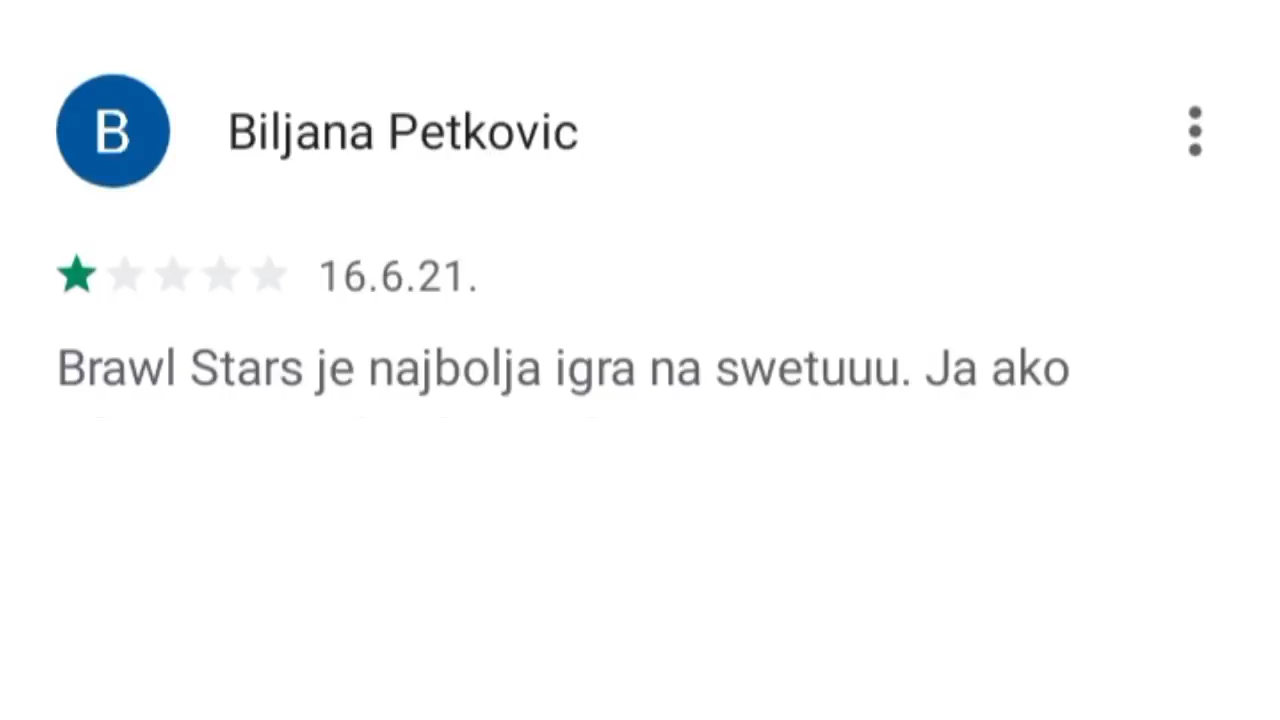 B
Biljana Petkovic
16.6.21.
Brawl Stars je najbolja igra na swetuuu. Ja ako